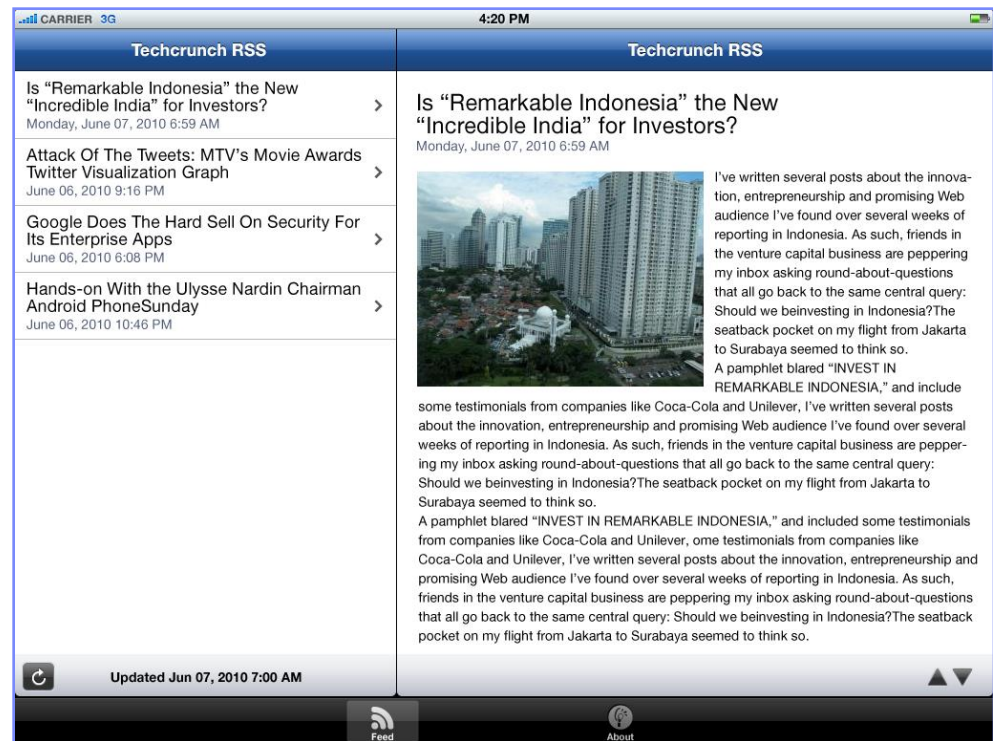 CARRIER 3G
4:20 PM
Techcrunch RSS
Is “Remarkable Indonesia” the New
“Incredible India” for Investors?
Monday, June 07, 2010 6:59 AM
Attack Of The Tweets: MTV’s Movie Awards
Twitter Visualization Graph
June 06, 2010 9:16 PM
Google Does The Hard Sell On Security For
Its Enterprise Apps
June 06, 2010 6:08 PM
Hands-on With the Ulysse Nardin Chairman
Android PhoneSunday
June 06, 2010 10:46 PM
Updated Jun 07, 2010 7:00 AM
Techcrunch RSS
Is “Remarkable Indonesia” the New
“Incredible India” for Investors?
Monday, June 07, 2010 6:59 AM
I’ve written several posts about the innova-
tion, entrepreneurship and promising Web
audience I’ve found over several weeks of
reporting in Indonesia. As such, friends in
the venture capital business are peppering
my inbox asking round-about-questions
that all go back to the same central query:
Should we beinvesting in Indonesia?The
seatback pocket on my flight from Jakarta
to Surabaya seemed to think so.
A pamphlet blared “INVEST IN
REMARKABLE INDONESIA,” and include
some testimonials from companies like Coca-Cola and Unilever, I’ve written several posts
about the innovation, entrepreneurship and promising Web audience I’ve found over several
weeks of reporting in Indonesia. As such, friends in the venture capital business are pepper-
ing my inbox asking round-about-questions that all go back to the same central query:
Should we beinvesting in Indonesia?The seatback pocket on my flight from Jakarta to
Surabaya seemed to think so.
A pamphlet blared “INVEST IN REMARKABLE INDONESIA,” and included some testimonials
from companies like Coca-Cola and Unilever, ome testimonials from companies like
Coca-Cola and Unilever, I’ve written several posts about the innovation, entrepreneurship and
promising Web audience I’ve found over several weeks of reporting in Indonesia. As such,
friends in the venture capital business are peppering my inbox asking round-about-questions
that all go back to the same central query: Should we beinvesting in Indonesia?The seatback
pocket on my flight from Jakarta to Surabaya seemed to think so.
Feed
About